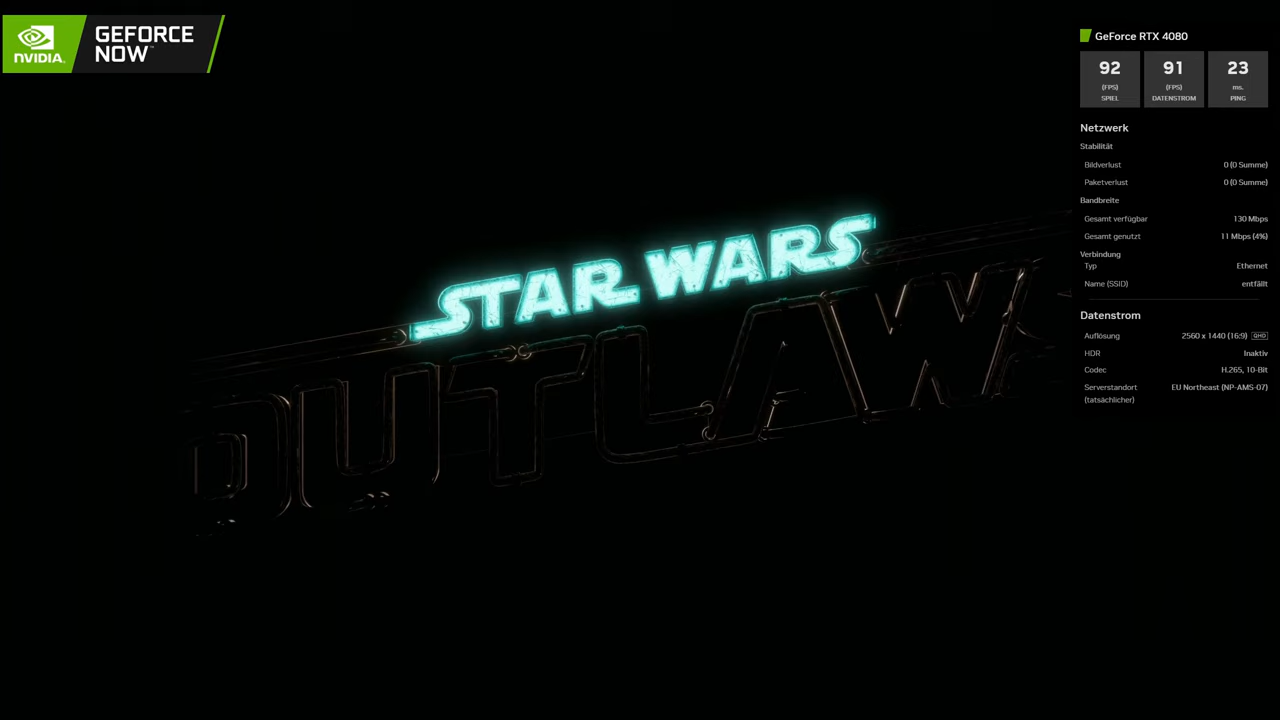 NVIDIA.
GEFORCE
NOW™
STAR WARS
OUTLAWS
GeForce RTX 4080
92 91 23
(FPS) (FPS) ms.
SPIEL DATENSTROM PING
Netzwerk
Stabilität
Bildverlust 0 (0 Summe)
Paketverlust 0 (0 Summe)
Bandbreite
Gesamt verfügbar 130 Mbps
Gesamt genutzt 11 Mbps (4%)
Verbindung
Typ Ethernet
Name (SSID) entfällt
Datenstrom
Auflösung 2560 x 1440 (16:9) QHD
HDR Inaktiv
Codec H.265, 10-Bit
Serverstandort EU Northeast (NP-AMS-07)
(tatsächlicher)